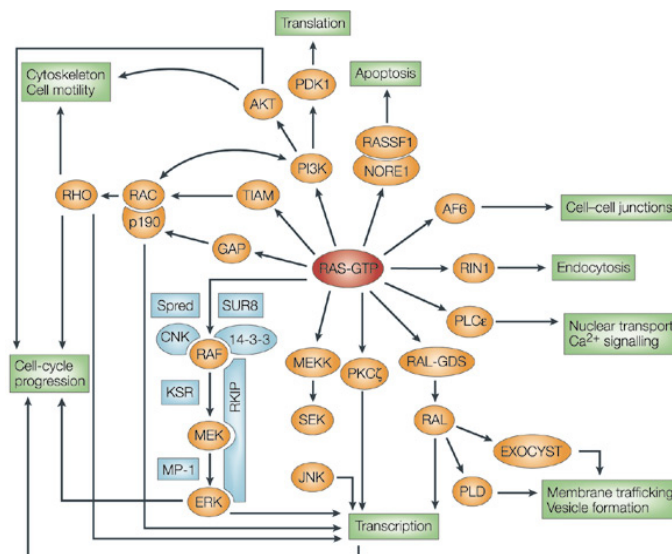 Translation
Cytoskeleton
Cell motility
PDK1
Apoptosis
AKT
RASSF1
PI3K
NORE1
RHO
RAC
TIAM
p190
AF6
Cell–cell junctions
GAP
RAS-GTP
RIN1
Endocytosis
Spred
SUR8
PLCε
Nuclear transport
Ca2+ signalling
CNK
14-3-3
RAF
MEKK
PKCζ
RAL-GDS
Cell-cycle
progression
KSR
RKIP
SEK
RAL
MEK
EXOCYST
MP-1
JNK
PLD
Membrane trafficking
Vesicle formation
ERK
Transcription